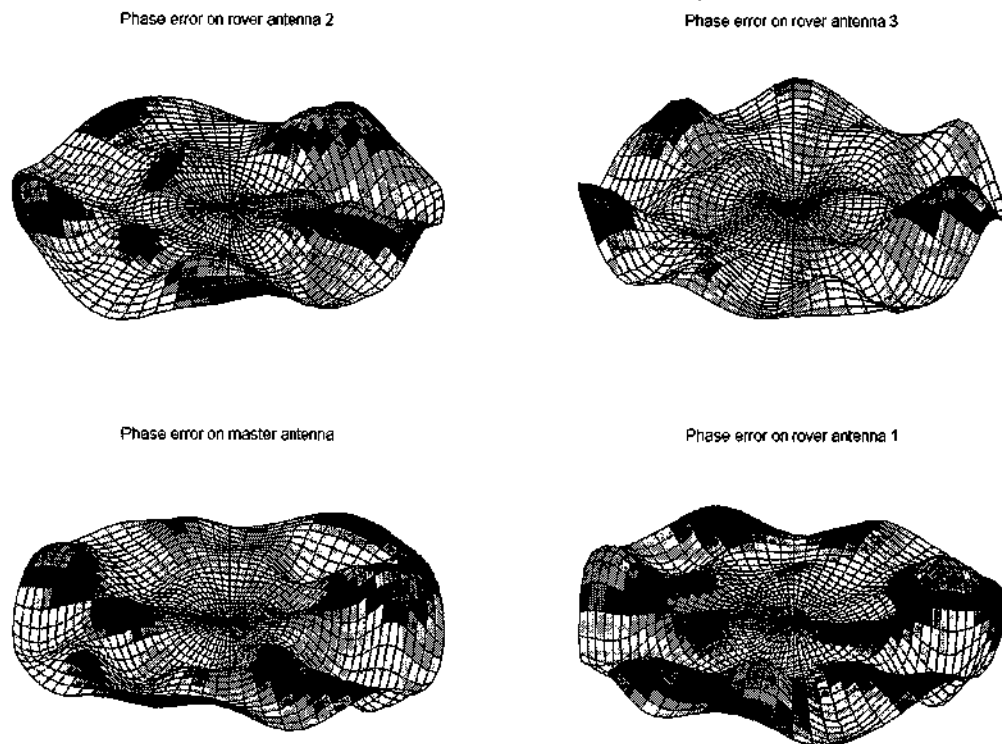 Phase error on rover antenna 2
Phase error on rover antenna 3
Phase error on master antenna
Phase error on rover antenna 1